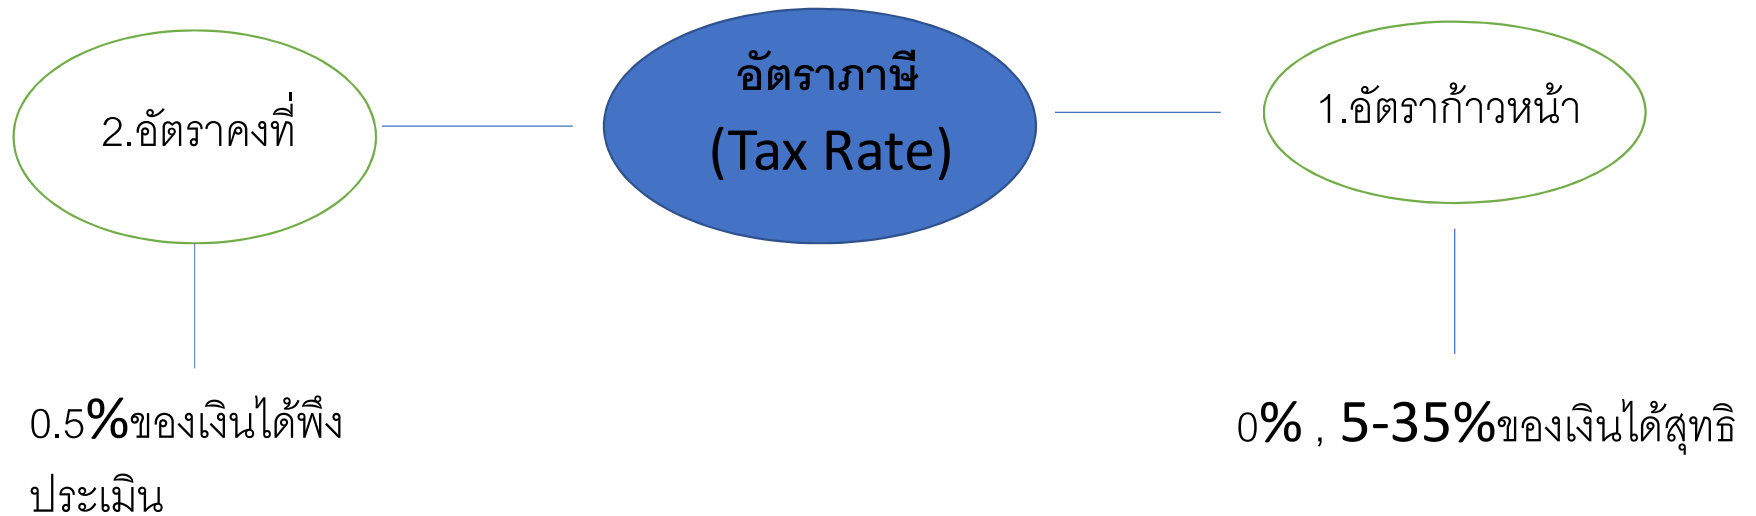 อัตราภาษี
(Tax Rate)
1.อัตราก้าวหน้า
2.อัตราคงที่
0.5%ของเงินได้พึง
ประเมิน
0% , 5-35%ของเงินได้สุทธิ